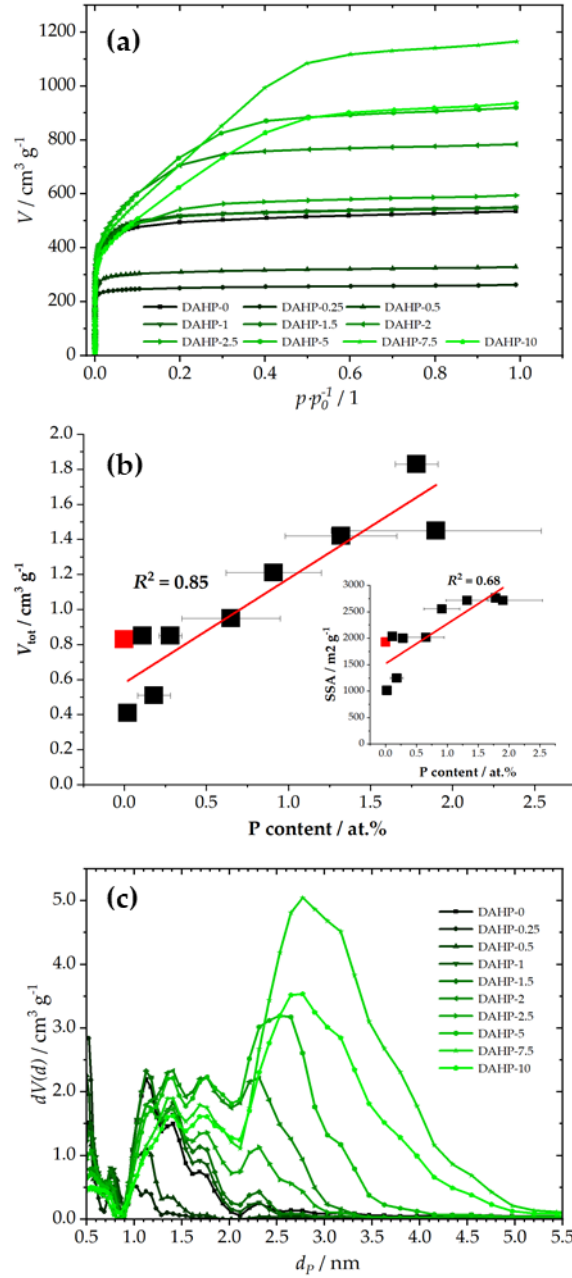 (a)
1200
1000
800
600
400
200
0
V / cm³ g⁻¹
DAHP-0 DAHP-0.25 DAHP-0.5
DAHP-1 DAHP-1.5 DAHP-2
DAHP-2.5 DAHP-5 DAHP-7.5 DAHP-10
0.0 0.2 0.4 0.6 0.8 1.0
p·p₀⁻¹ / 1
(b)
2.0
1.8
1.6
1.4
1.2
1.0
0.8
0.6
0.4
0.2
0.0
V_tot / cm³ g⁻¹
R² = 0.85
R² = 0.68
3000
2500
2000
1500
1000
500
0
SSA / m2 g⁻¹
0.0 0.5 1.0 1.5 2.0 2.5
P content / at.%
0.0 0.5 1.0 1.5 2.0 2.5
P content / at.%
(c)
5.0
4.0
3.0
2.0
1.0
0.0
dV(d) / cm³ g⁻¹
DAHP-0
DAHP-0.25
DAHP-0.5
DAHP-1
DAHP-1.5
DAHP-2
DAHP-2.5
DAHP-5
DAHP-7.5
DAHP-10
0.5 1.0 1.5 2.0 2.5 3.0 3.5 4.0 4.5 5.0 5.5
d_P / nm